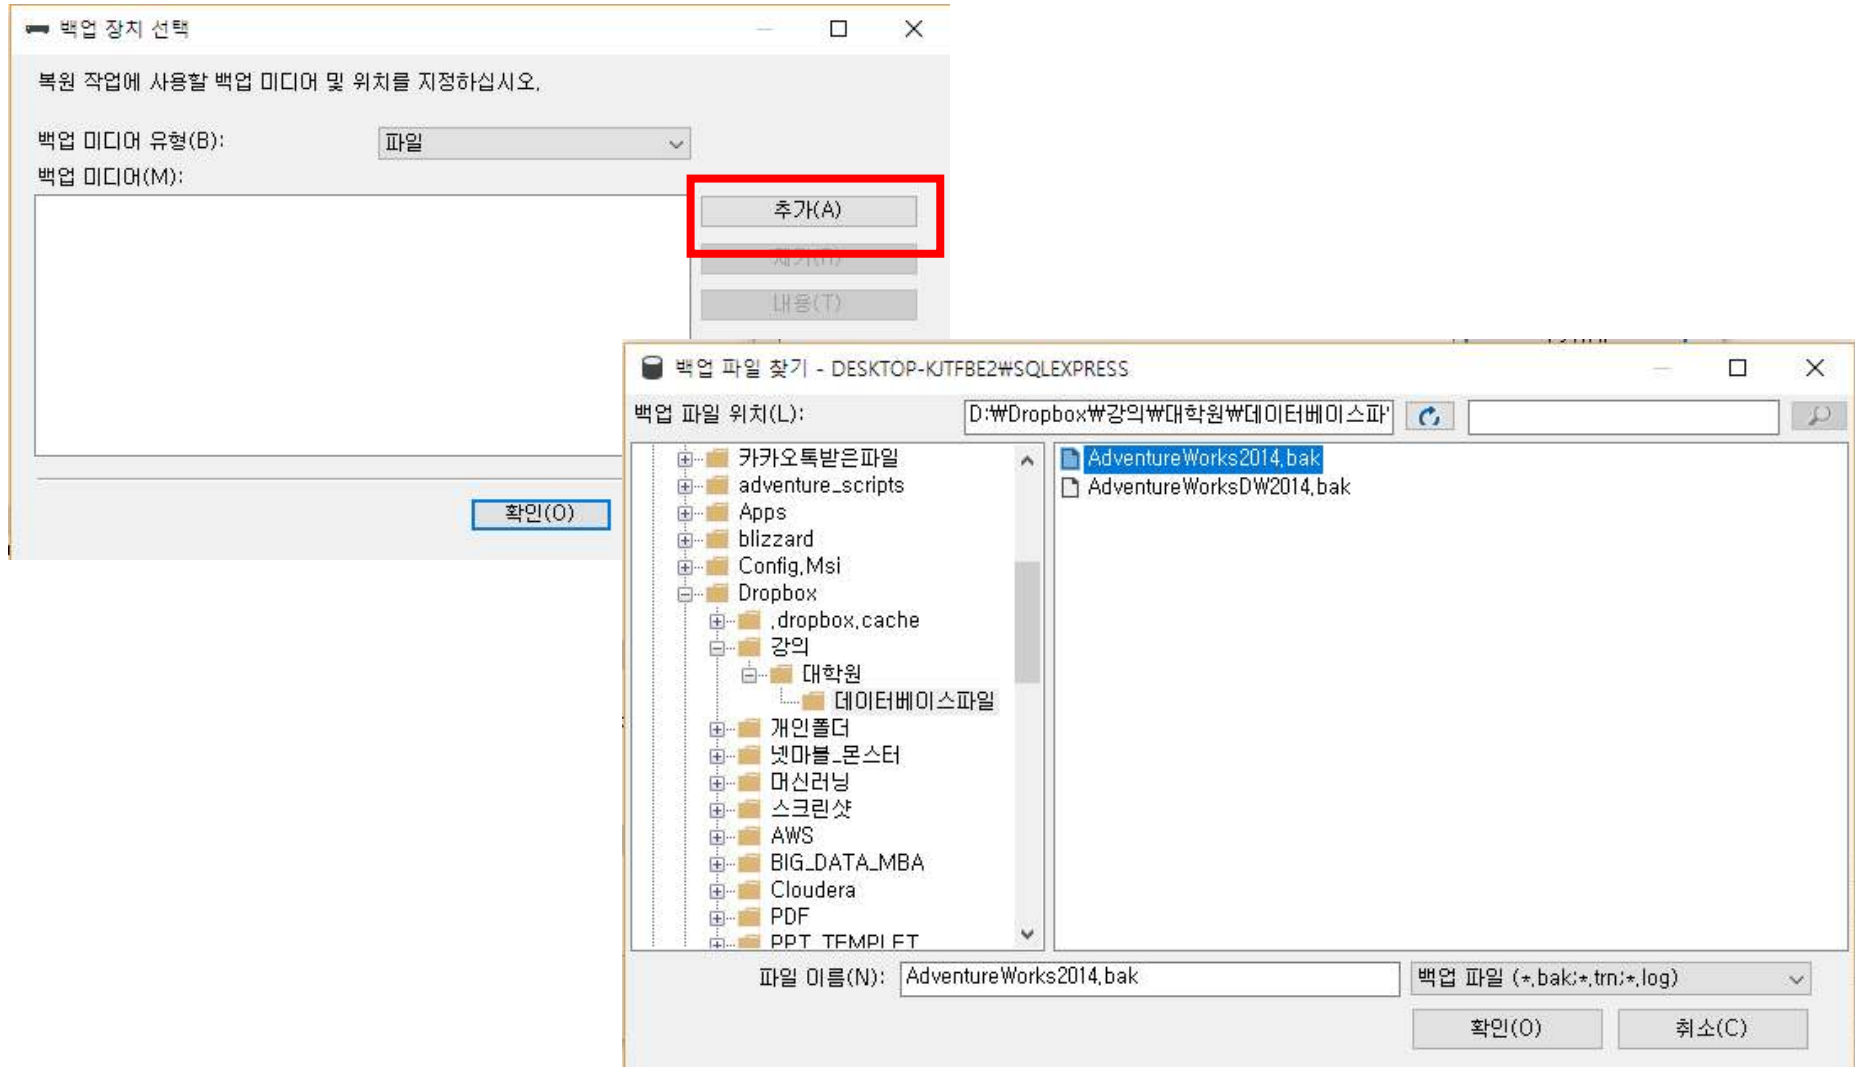 백업 장치 선택
복원 작업에 사용할 백업 미디어 및 위치를 지정하십시오.
백업 미디어 유형(B):
파일
백업 미디어(M):
추가(A)
내용(T)
확인(O)
백업 파일 찾기 - DESKTOP-KJTFBE2₩SQLEXPRESS
백업 파일 위치(L):
D:₩Dropbox₩강의₩대학원₩데이터베이스파
카카오톡받은파일
adventure_scripts
Apps
blizzard
Config.Msi
Dropbox
.dropbox.cache
강의
대학원
데이터베이스파일
개인폴더
넷마블_몬스터
머신러닝
스크린샷
AWS
BIG_DATA_MBA
Cloudera
PDF
PPT_TEMPLET
AdventureWorks2014.bak
AdventureWorksDW2014.bak
파일 이름(N):
AdventureWorks2014.bak
백업 파일 (*.bak;*.trn;*.log)
확인(O)
취소(C)